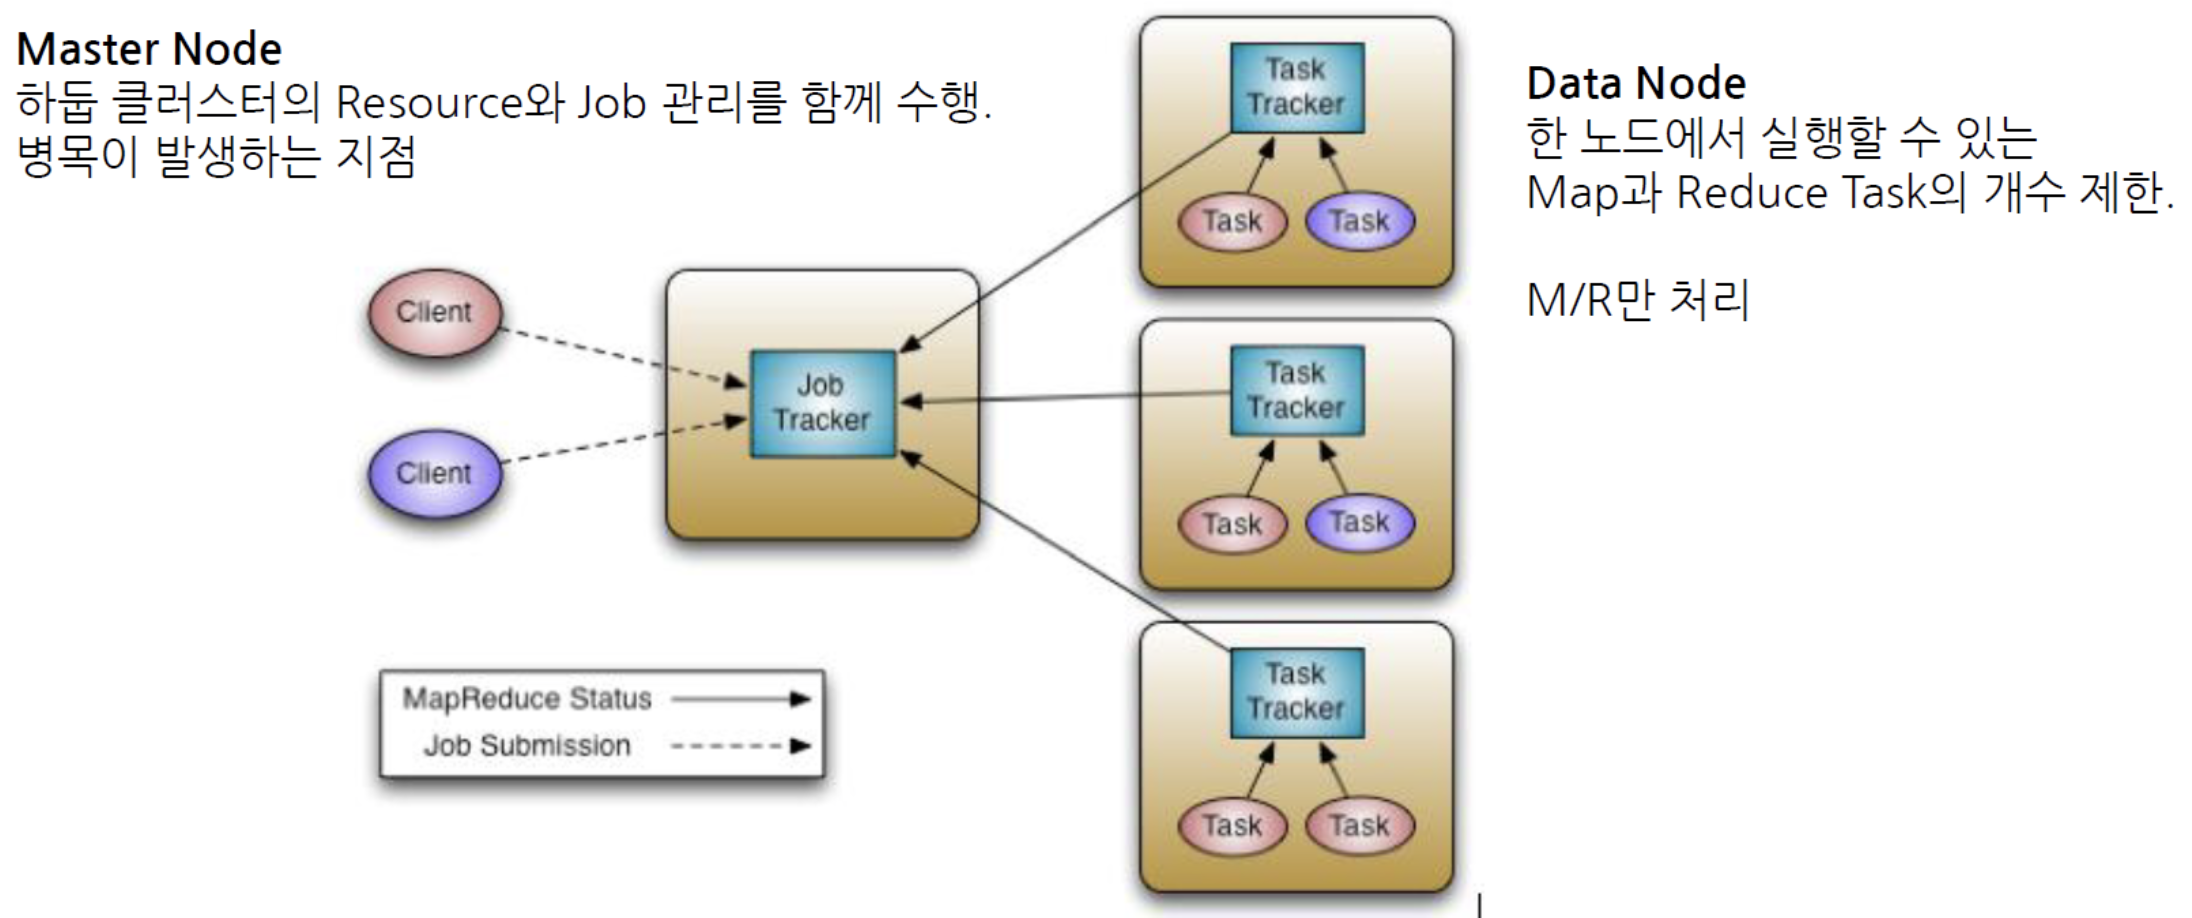 Master Node
하둡 클러스터의 Resource와 Job 관리를 함께 수행.
병목이 발생하는 지점
Data Node
한 노드에서 실행할 수 있는
Map과 Reduce Task의 개수 제한.
M/R만 처리
Client
Client
Job
Tracker
Task
Tracker
Task Task
Task
Tracker
Task Task
Task
Tracker
Task Task
MapReduce Status
Job Submission